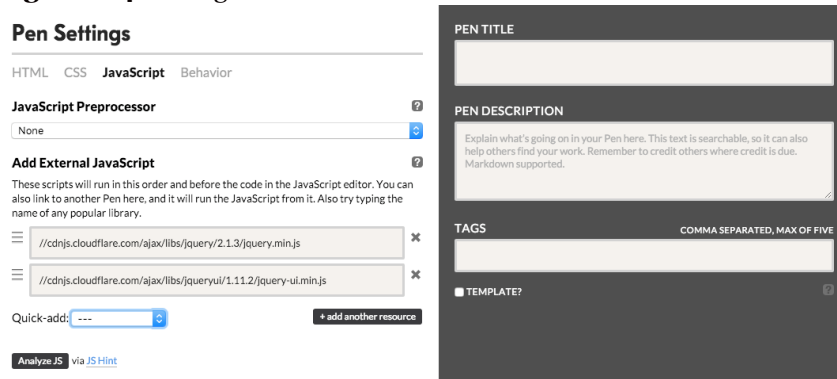 Pen Settings
HTML CSS JavaScript Behavior
JavaScript Preprocessor ?
None
Add External JavaScript ?
These scripts will run in this order and before the code in the JavaScript editor. You can
also link to another Pen here, and it will run the JavaScript from it. Also try typing the
name of any popular library.
//cdnjs.cloudflare.com/ajax/libs/jquery/2.1.3/jquery.min.js
//cdnjs.cloudflare.com/ajax/libs/jqueryui/1.11.2/jquery-ui.min.js
Quick-add: --- + add another resource
Analyze JS via JS Hint
PEN TITLE
PEN DESCRIPTION
Explain what's going on in your Pen here. This text is searchable, so it can also
help others find your work. Remember to credit others where credit is due.
Markdown supported.
TAGS COMMA SEPARATED, MAX OF FIVE
TEMPLATE? ?